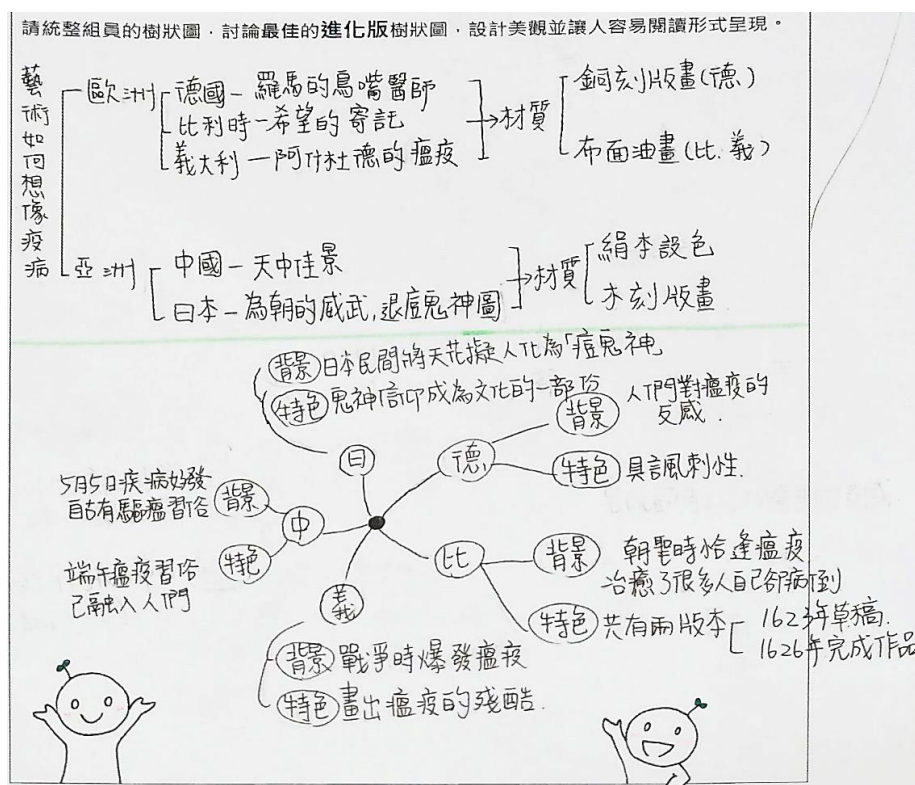 請統整組員的樹狀圖，討論最佳的進化版樹狀圖，設計美觀並讓人容易閱讀形式呈現。
藝術如何想像疫病
歐洲
德國－羅馬的鳥嘴醫師
比利時－希望的寄託
義大利－阿什杜德的瘟疫
→材質
銅刻版畫(德.)
布面油畫(比.義)
亞洲
中國－天中佳景
日本－為朝的威武,退痘鬼神圖
→材質
絹本設色
木刻版畫
背景 日本民間將天花擬人化為「痘鬼神」
特色 鬼神信仰成為文化的一部份
日
德
背景 人們對瘟疫的
反感.
特色 具諷刺性.
5月5日疾病好發
自古有驅瘟習俗 背景
中
端午瘟疫習俗
已融入人們 特色
比
背景 朝聖時恰逢瘟疫
治癒了很多人自己卻病倒
特色 共有兩版本
1623年草稿.
1626年完成作品
義
背景 戰爭時爆發瘟疫
特色 畫出瘟疫的殘酷.